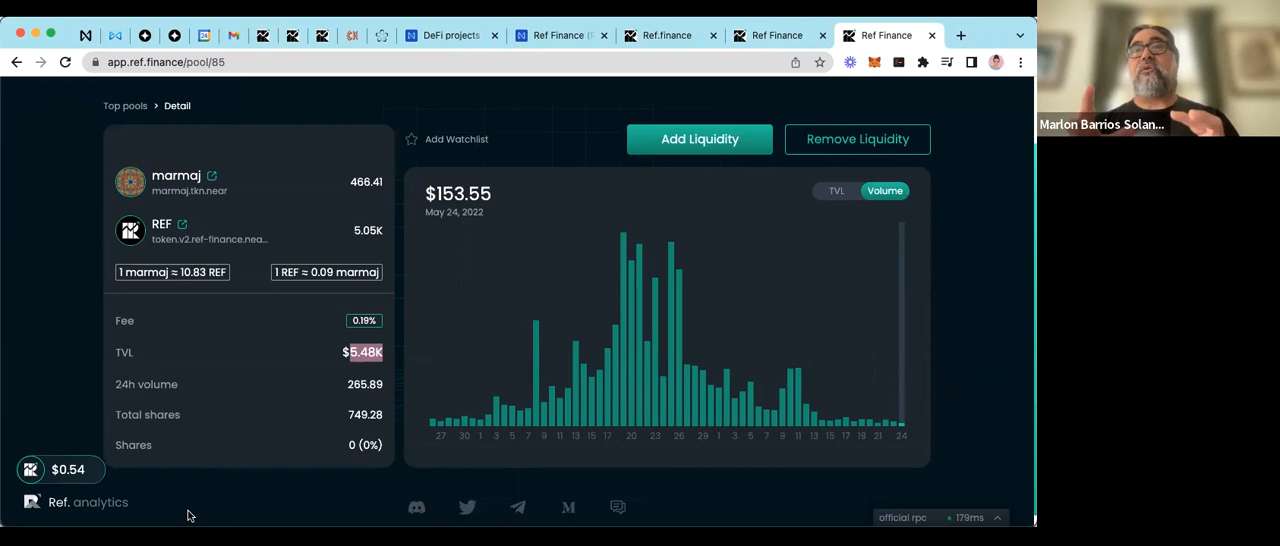 DeFi projects
Ref Finance (
Ref.finance
Ref Finance
Ref Finance
app.ref.finance/pool/85
Marlon Barrios Solan...
Top pools > Detail
Add Watchlist
Add Liquidity
Remove Liquidity
marmaj
marmaj.tkn.near
466.41
REF
token.v2.ref-finance.nea...
5.05K
1 marmaj ≈ 10.83 REF
1 REF ≈ 0.09 marmaj
Fee
0.19%
TVL
$5.48K
24h volume
265.89
Total shares
749.28
Shares
0 (0%)
$153.55
May 24, 2022
TVL
Volume
27 30 1 3 5 7 9 11 13 15 17 20 23 26 29 1 3 5 7 9 11 13 15 17 19 21 24
$0.54
Ref. analytics
official rpc
179ms